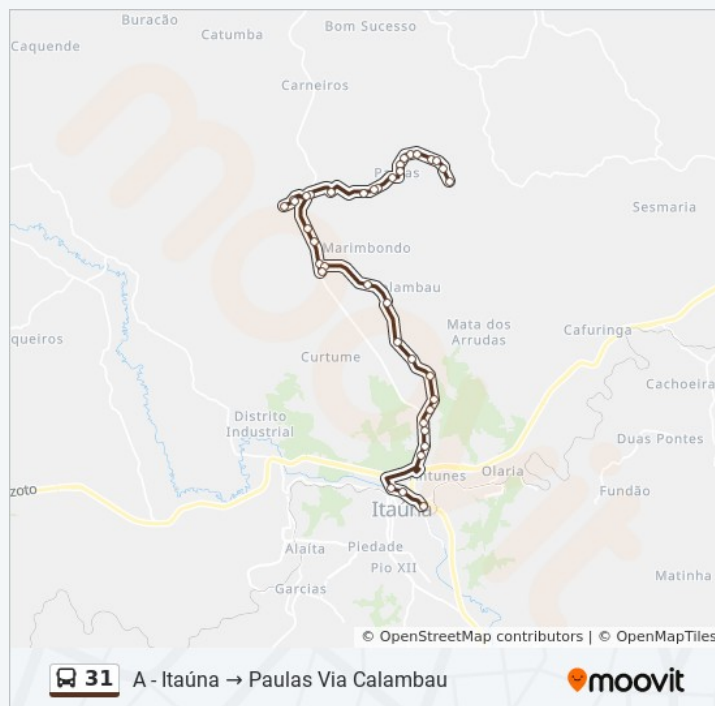 Buracão
Bom Sucesso
Catumba
Caquende
Carneiros
Sesmaria
Marimbondo
Mata dos
Arrudas
Cafuringa
queiros
Curtume
Cachoeira
Distrito
Industrial
Duas Pontes
Olaria
zoto
Fundão
Itaúna
Alaíta
Piedade
Pio XII
Garcias
Matinha
© OpenStreetMap contributors | © OpenMapTiles
31
A - Itaúna → Paulas Via Calambau
moovit